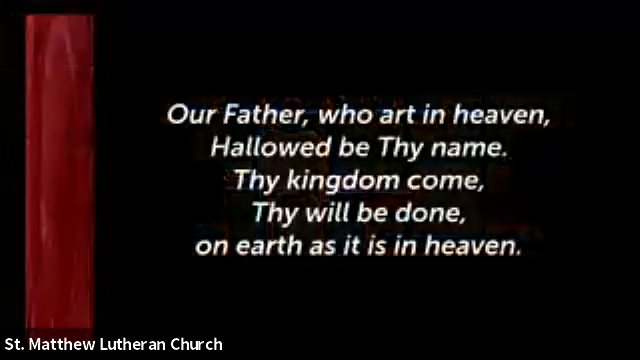 Our Father, who art in heaven,
Hallowed be Thy name.
Thy kingdom come,
Thy will be done,
on earth as it is in heaven.
St. Matthew Lutheran Church